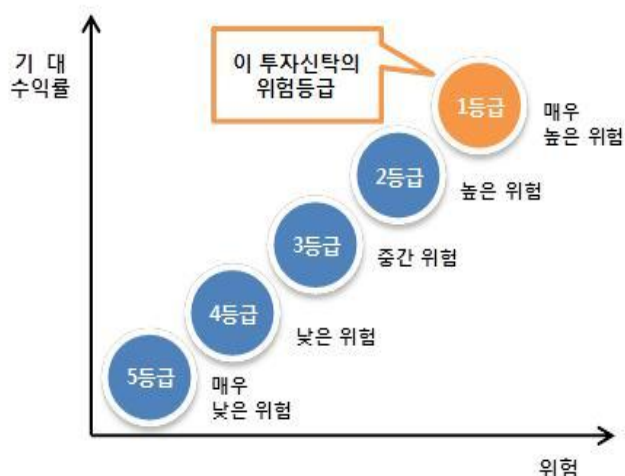 기 대
수익률
이 투자신탁의
위험등급
1등급
매우
높은 위험
2등급
높은 위험
3등급
중간 위험
4등급
낮은 위험
5등급
매우
낮은 위험
위험